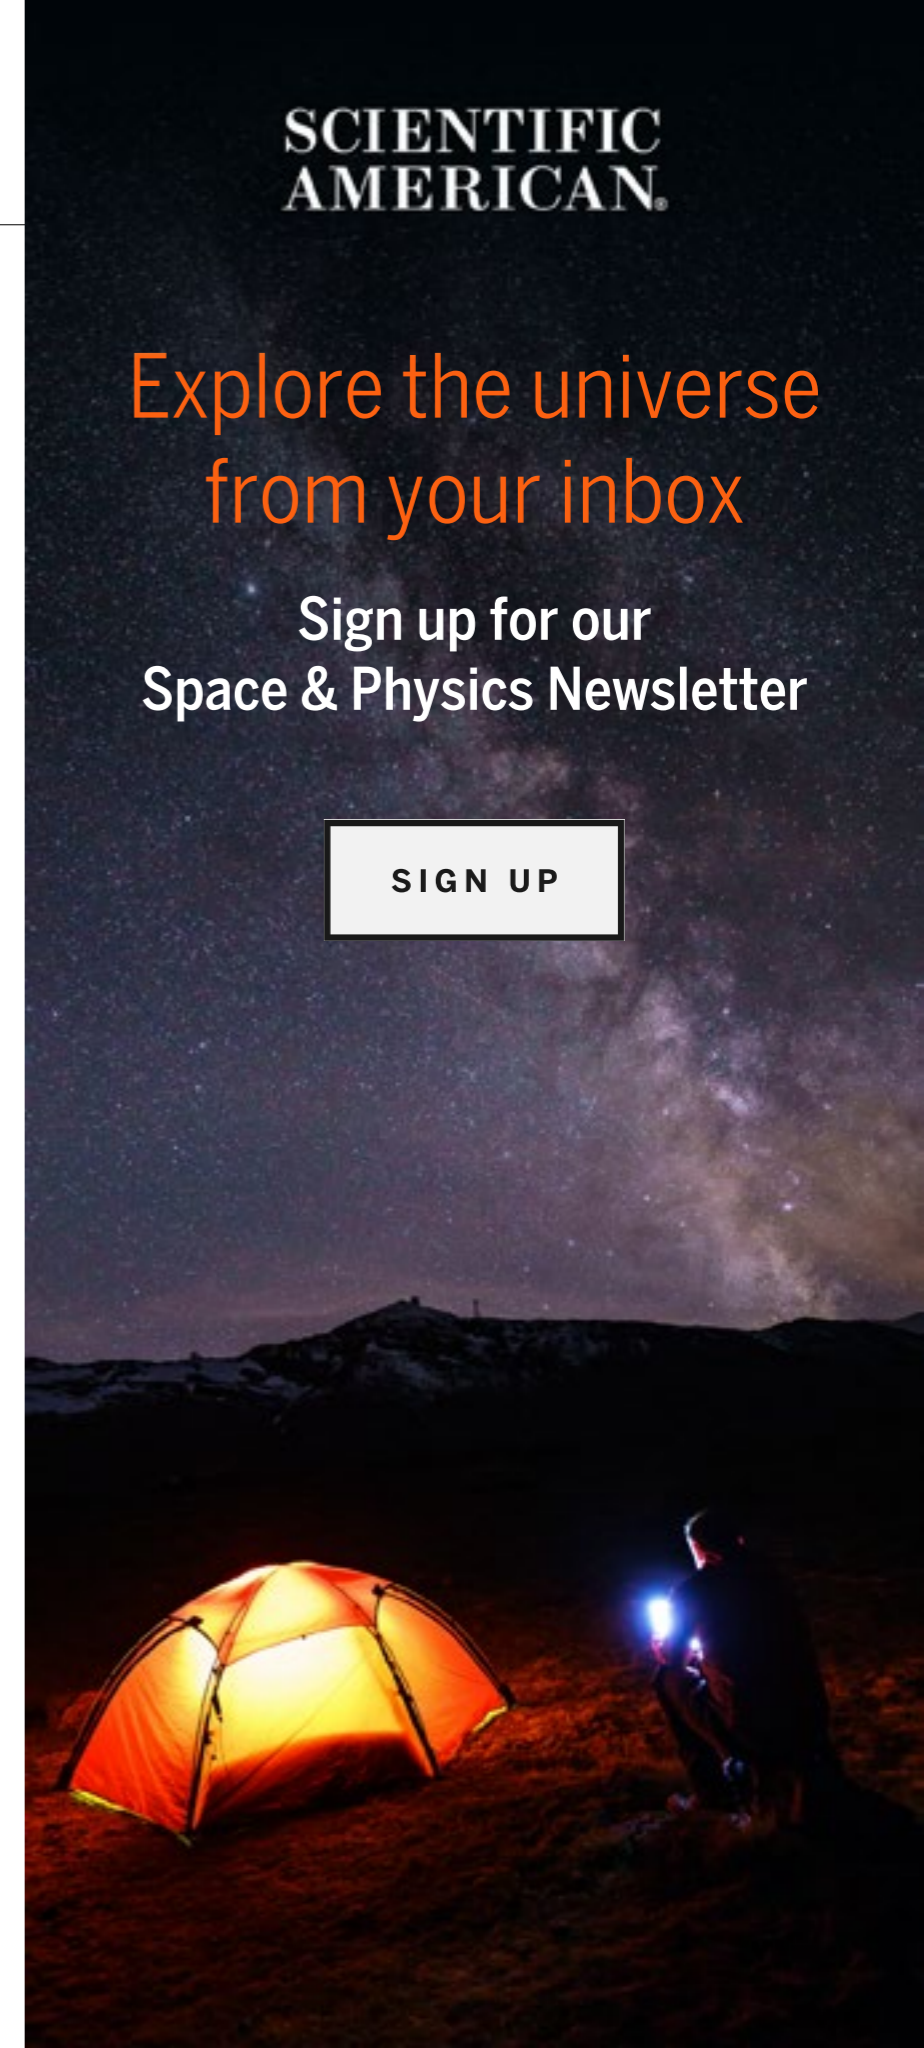 SCIENTIFIC
AMERICAN®
Explore the universe
from your inbox
Sign up for our
Space & Physics Newsletter
SIGN UP